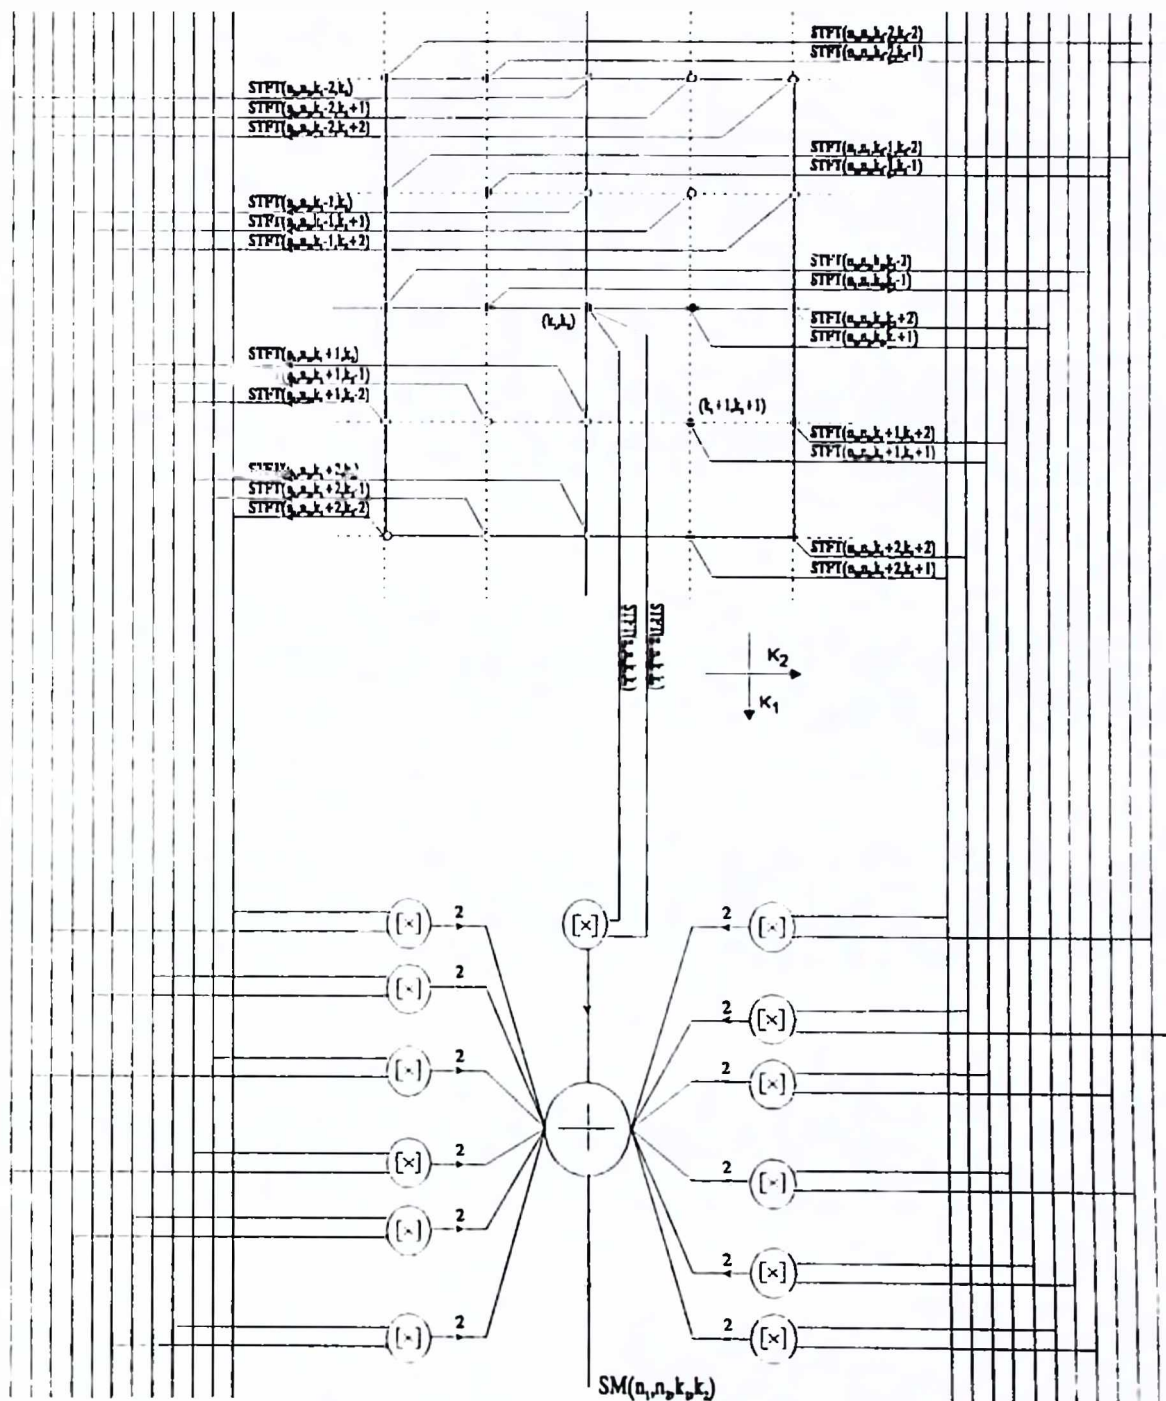 STFT(n₁,n₂,k₁-2,k₂-2)
STFT(n₁,n₂,k₁-2,k₂-1)
STFT(n₁,n₂,k₁-2,k₂)
STFT(n₁,n₂,k₁-2,k₂+1)
STFT(n₁,n₂,k₁-2,k₂+2)
STFT(n₁,n₂,k₁-1,k₂-2)
STFT(n₁,n₂,k₁-1,k₂-1)
STFT(n₁,n₂,k₁-1,k₂)
STFT(n₁,n₂,k₁-1,k₂+1)
STFT(n₁,n₂,k₁-1,k₂+2)
STFT(n₁,n₂,k₁,k₂-2)
STFT(n₁,n₂,k₁,k₂-1)
(k₁,k₂)
STFT(n₁,n₂,k₁,k₂+2)
STFT(n₁,n₂,k₁,k₂+1)
STFT(n₁,n₂,k₁+1,k₂)
(n₁,n₂,k₁+1,k₂-1)
STFT(n₁,n₂,k₁+1,k₂-2)
(k₁+1,k₂+1)
STFT(n₁,n₂,k₁+1,k₂+2)
STFT(n₁,n₂,k₁+1,k₂+1)
STFT(n₁,n₂,k₁+2,k₂)
STFT(n₁,n₂,k₁+2,k₂-1)
STFT(n₁,n₂,k₁+2,k₂-2)
STFT(n₁,n₂,k₁+2,k₂+2)
STFT(n₁,n₂,k₁+2,k₂+1)
K₂
K₁
[×] 2 [×] 2 [×]
[×] 2
2 [×]
[×] 2 2 [×]
[×] 2 2 [×]
[×] 2
2 [×]
[×] 2 2 [×]
+
SM(n₁,n₂,k₁,k₂)